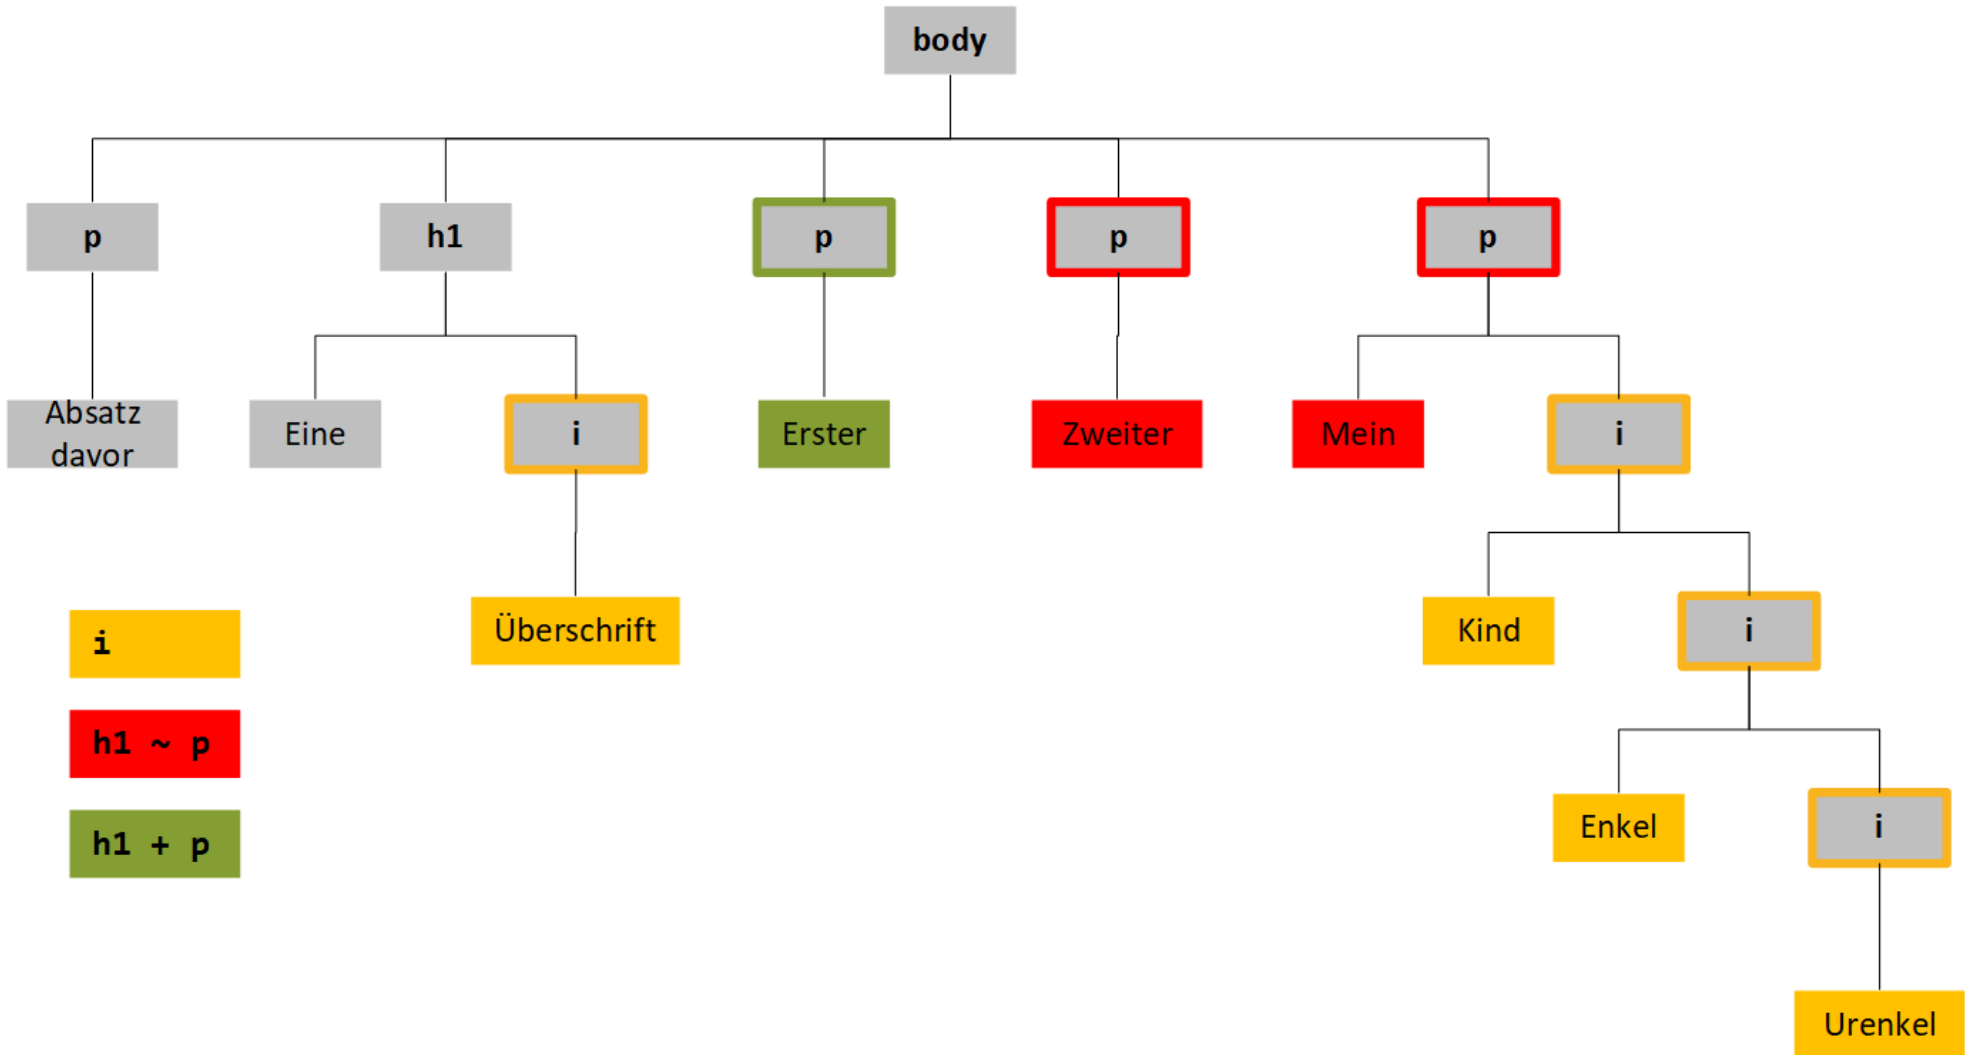 body
p
h1
p
p
p
Absatz
davor
Eine
i
Erster
Zweiter
Mein
i
i
Überschrift
Kind
i
h1 ~ p
h1 + p
Enkel
i
Urenkel